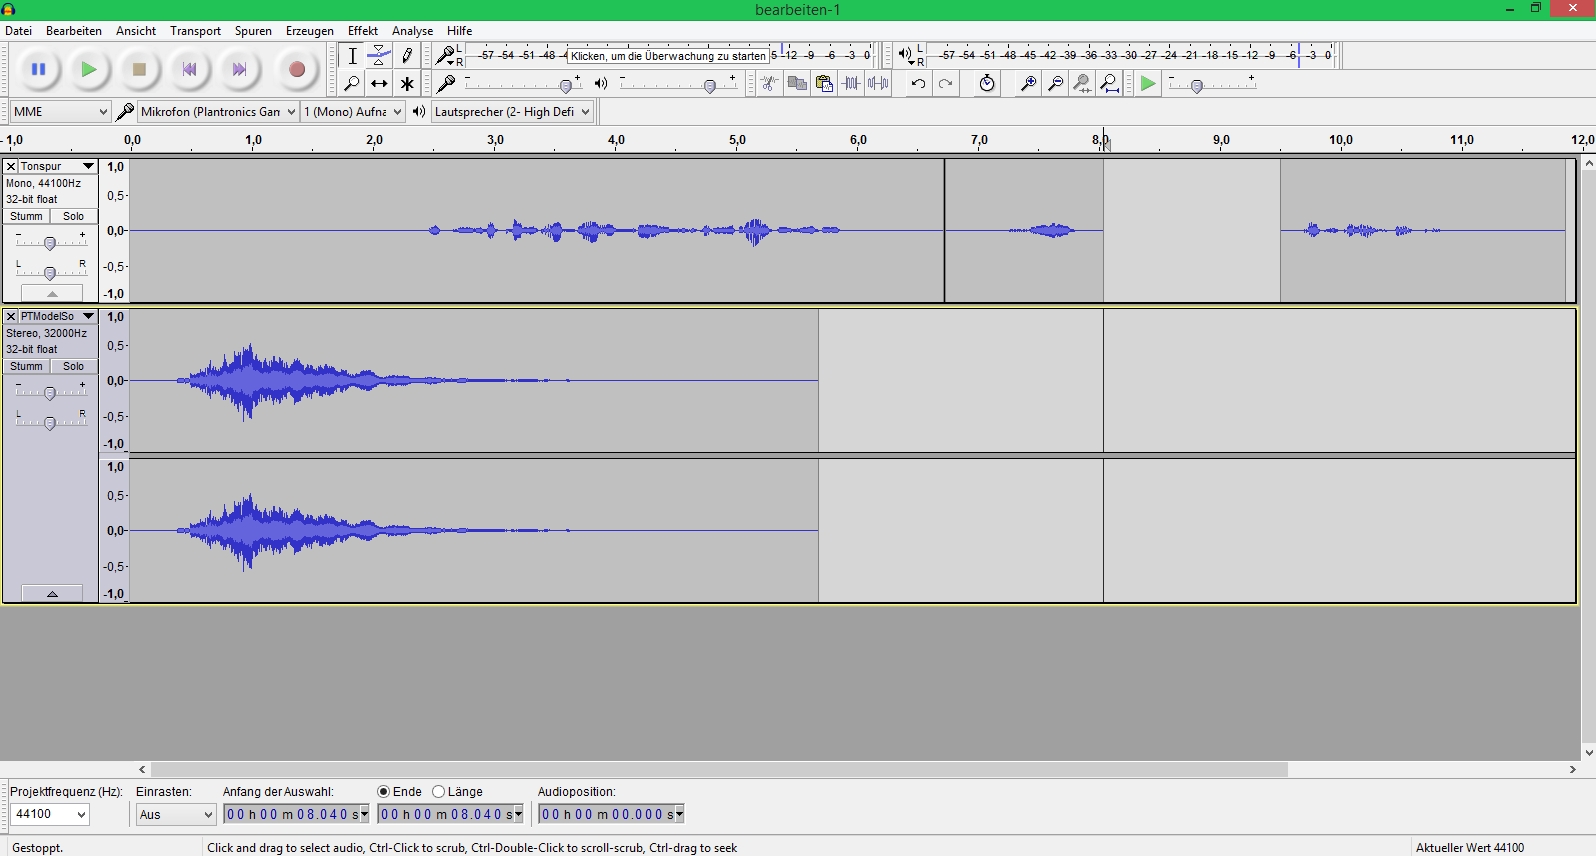 bearbeiten-1
Datei Bearbeiten Ansicht Transport Spuren Erzeugen Effekt Analyse Hilfe
L
R
-57 -54 -51 -48 -4
Klicken, um die Überwachung zu starten
5 -12 -9 -6 -3 0
L
R
-57 -54 -51 -48 -45 -42 -39 -36 -33 -30 -27 -24 -21 -18 -15 -12 -9 -6 -3 0
- + - + - +
MME
Mikrofon (Plantronics Gan
1 (Mono) Aufna
Lautsprecher (2- High Defi
- 1,0 0,0 1,0 2,0 3,0 4,0 5,0 6,0 7,0 8,0 9,0 10,0 11,0 12,0
X Tonspur
Mono, 44100Hz
32-bit float
Stumm Solo
- +
L R
1,0
0,5-
0,0-
-0,5-
-1,0
X PTModelSo
Stereo, 32000Hz
32-bit float
Stumm Solo
- +
L R
1,0
0,5-
0,0-
-0,5-
-1,0
1,0
0,5-
0,0-
-0,5-
-1,0
Projektfrequenz (Hz): Einrasten: Anfang der Auswahl: Ende Länge Audioposition:
44100 Aus 00 h 00 m 08.040 s 00 h 00 m 08.040 s 00 h 00 m 00.000 s
Gestoppt. Click and drag to select audio, Ctrl-Click to scrub, Ctrl-Double-Click to scroll-scrub, Ctrl-drag to seek Aktueller Wert 44100